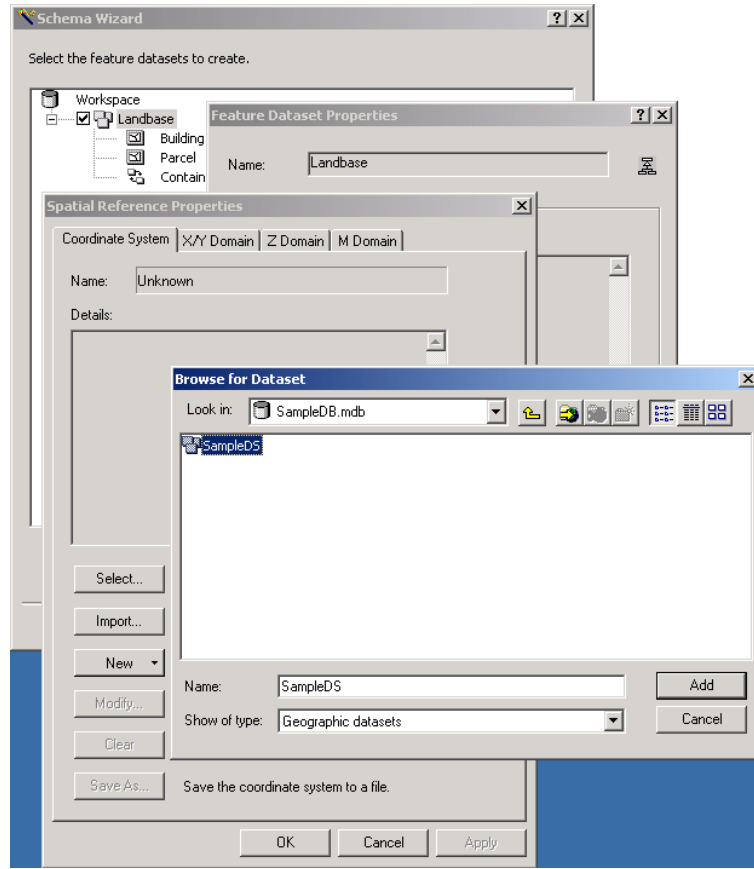 Schema Wizard
Select the feature datasets to create.
Workspace
Landbase
Building
Parcel
Contain
Feature Dataset Properties
Name: Landbase
Spatial Reference Properties
Coordinate System X/Y Domain Z Domain M Domain
Name: Unknown
Details:
Browse for Dataset
Look in: SampleDB.mdb
SampleDS
Select...
Import...
New
Modify...
Clear
Save As... Save the coordinate system to a file.
Name: SampleDS Add
Show of type: Geographic datasets Cancel
OK Cancel Apply